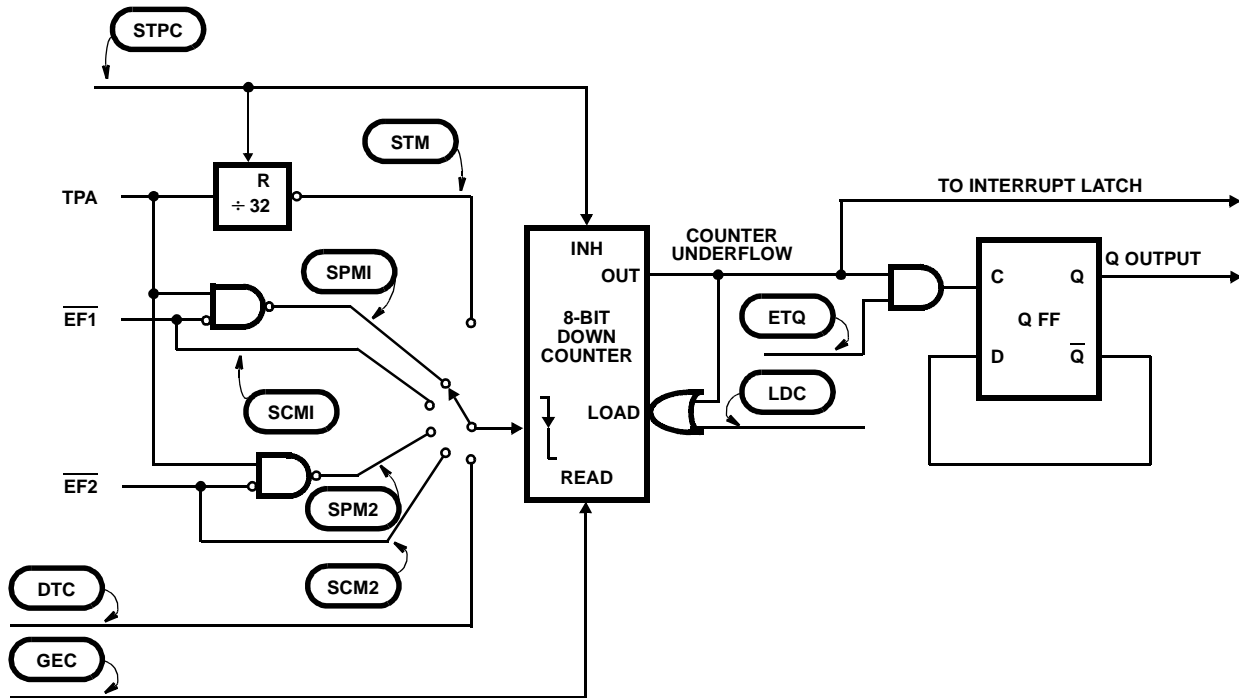 STPC
STM
TPA
R
÷ 32
TO INTERRUPT LATCH
INH
COUNTER
UNDERFLOW
OUT
C
Q
Q OUTPUT
SPMI
EF1
8-BIT
DOWN
COUNTER
ETQ
Q FF
D
Q
SCMI
LOAD
LDC
EF2
READ
SPM2
SCM2
DTC
GEC